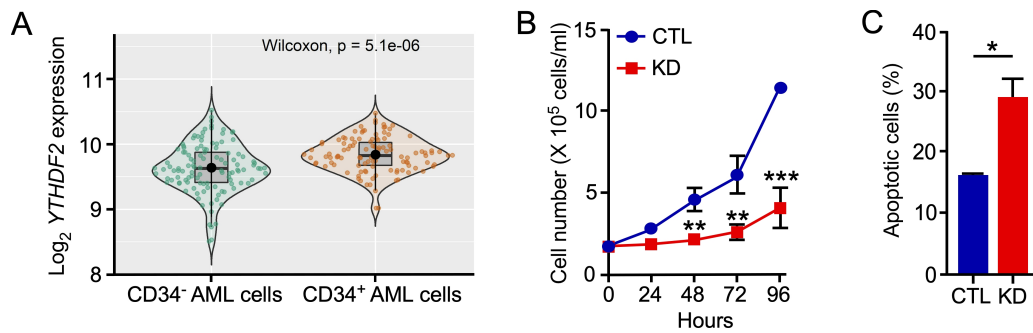 A
Log2 YTHDF2 expression
11
10
9
8
Wilcoxon, p = 5.1e-06
CD34- AML cells
CD34+ AML cells
B
Cell number (X 10^5 cells/ml)
15
10
5
0
CTL
KD
**
**
***
0 24 48 72 96
Hours
C
Apoptotic cells (%)
40
30
20
10
0
*
CTL KD